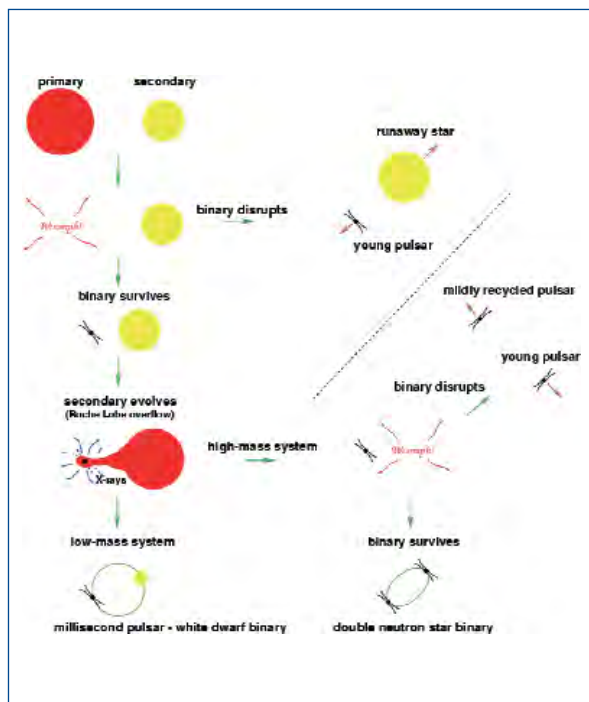 primary
secondary
runaway star
Woomph!
binary disrupts
young pulsar
binary survives
mildly recycled pulsar
young pulsar
binary disrupts
secondary evolves
(Roche Lobe overflow)
high-mass system
Woomph!
X-rays
low-mass system
binary survives
millisecond pulsar - white dwarf binary
double neutron star binary